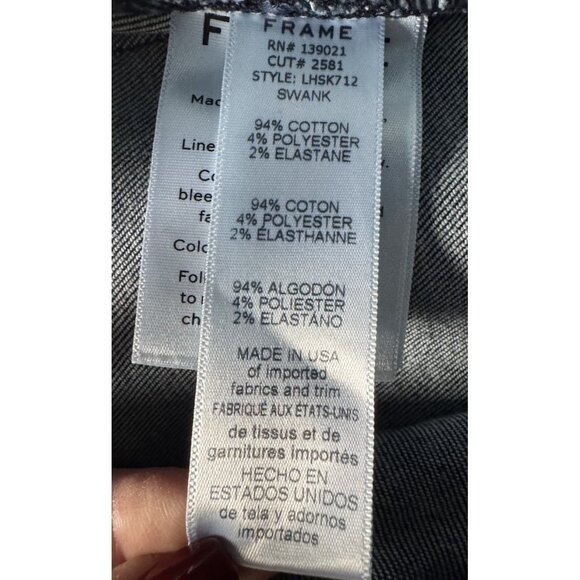 FRAME
RN# 139021
CUT# 2581
STYLE: LHSK712
SWANK
94% COTTON
4% POLYESTER
2% ELASTANE
94% COTON
4% POLYESTER
2% ÉLASTHANNE
94% ALGODÓN
4% POLIESTER
2% ELASTANO
MADE IN USA
of imported
fabrics and trim
FABRIQUÉ AUX ÉTATS-UNIS
de tissus et de
garnitures importés
HECHO EN
ESTADOS UNIDOS
de tela y adornos
importados